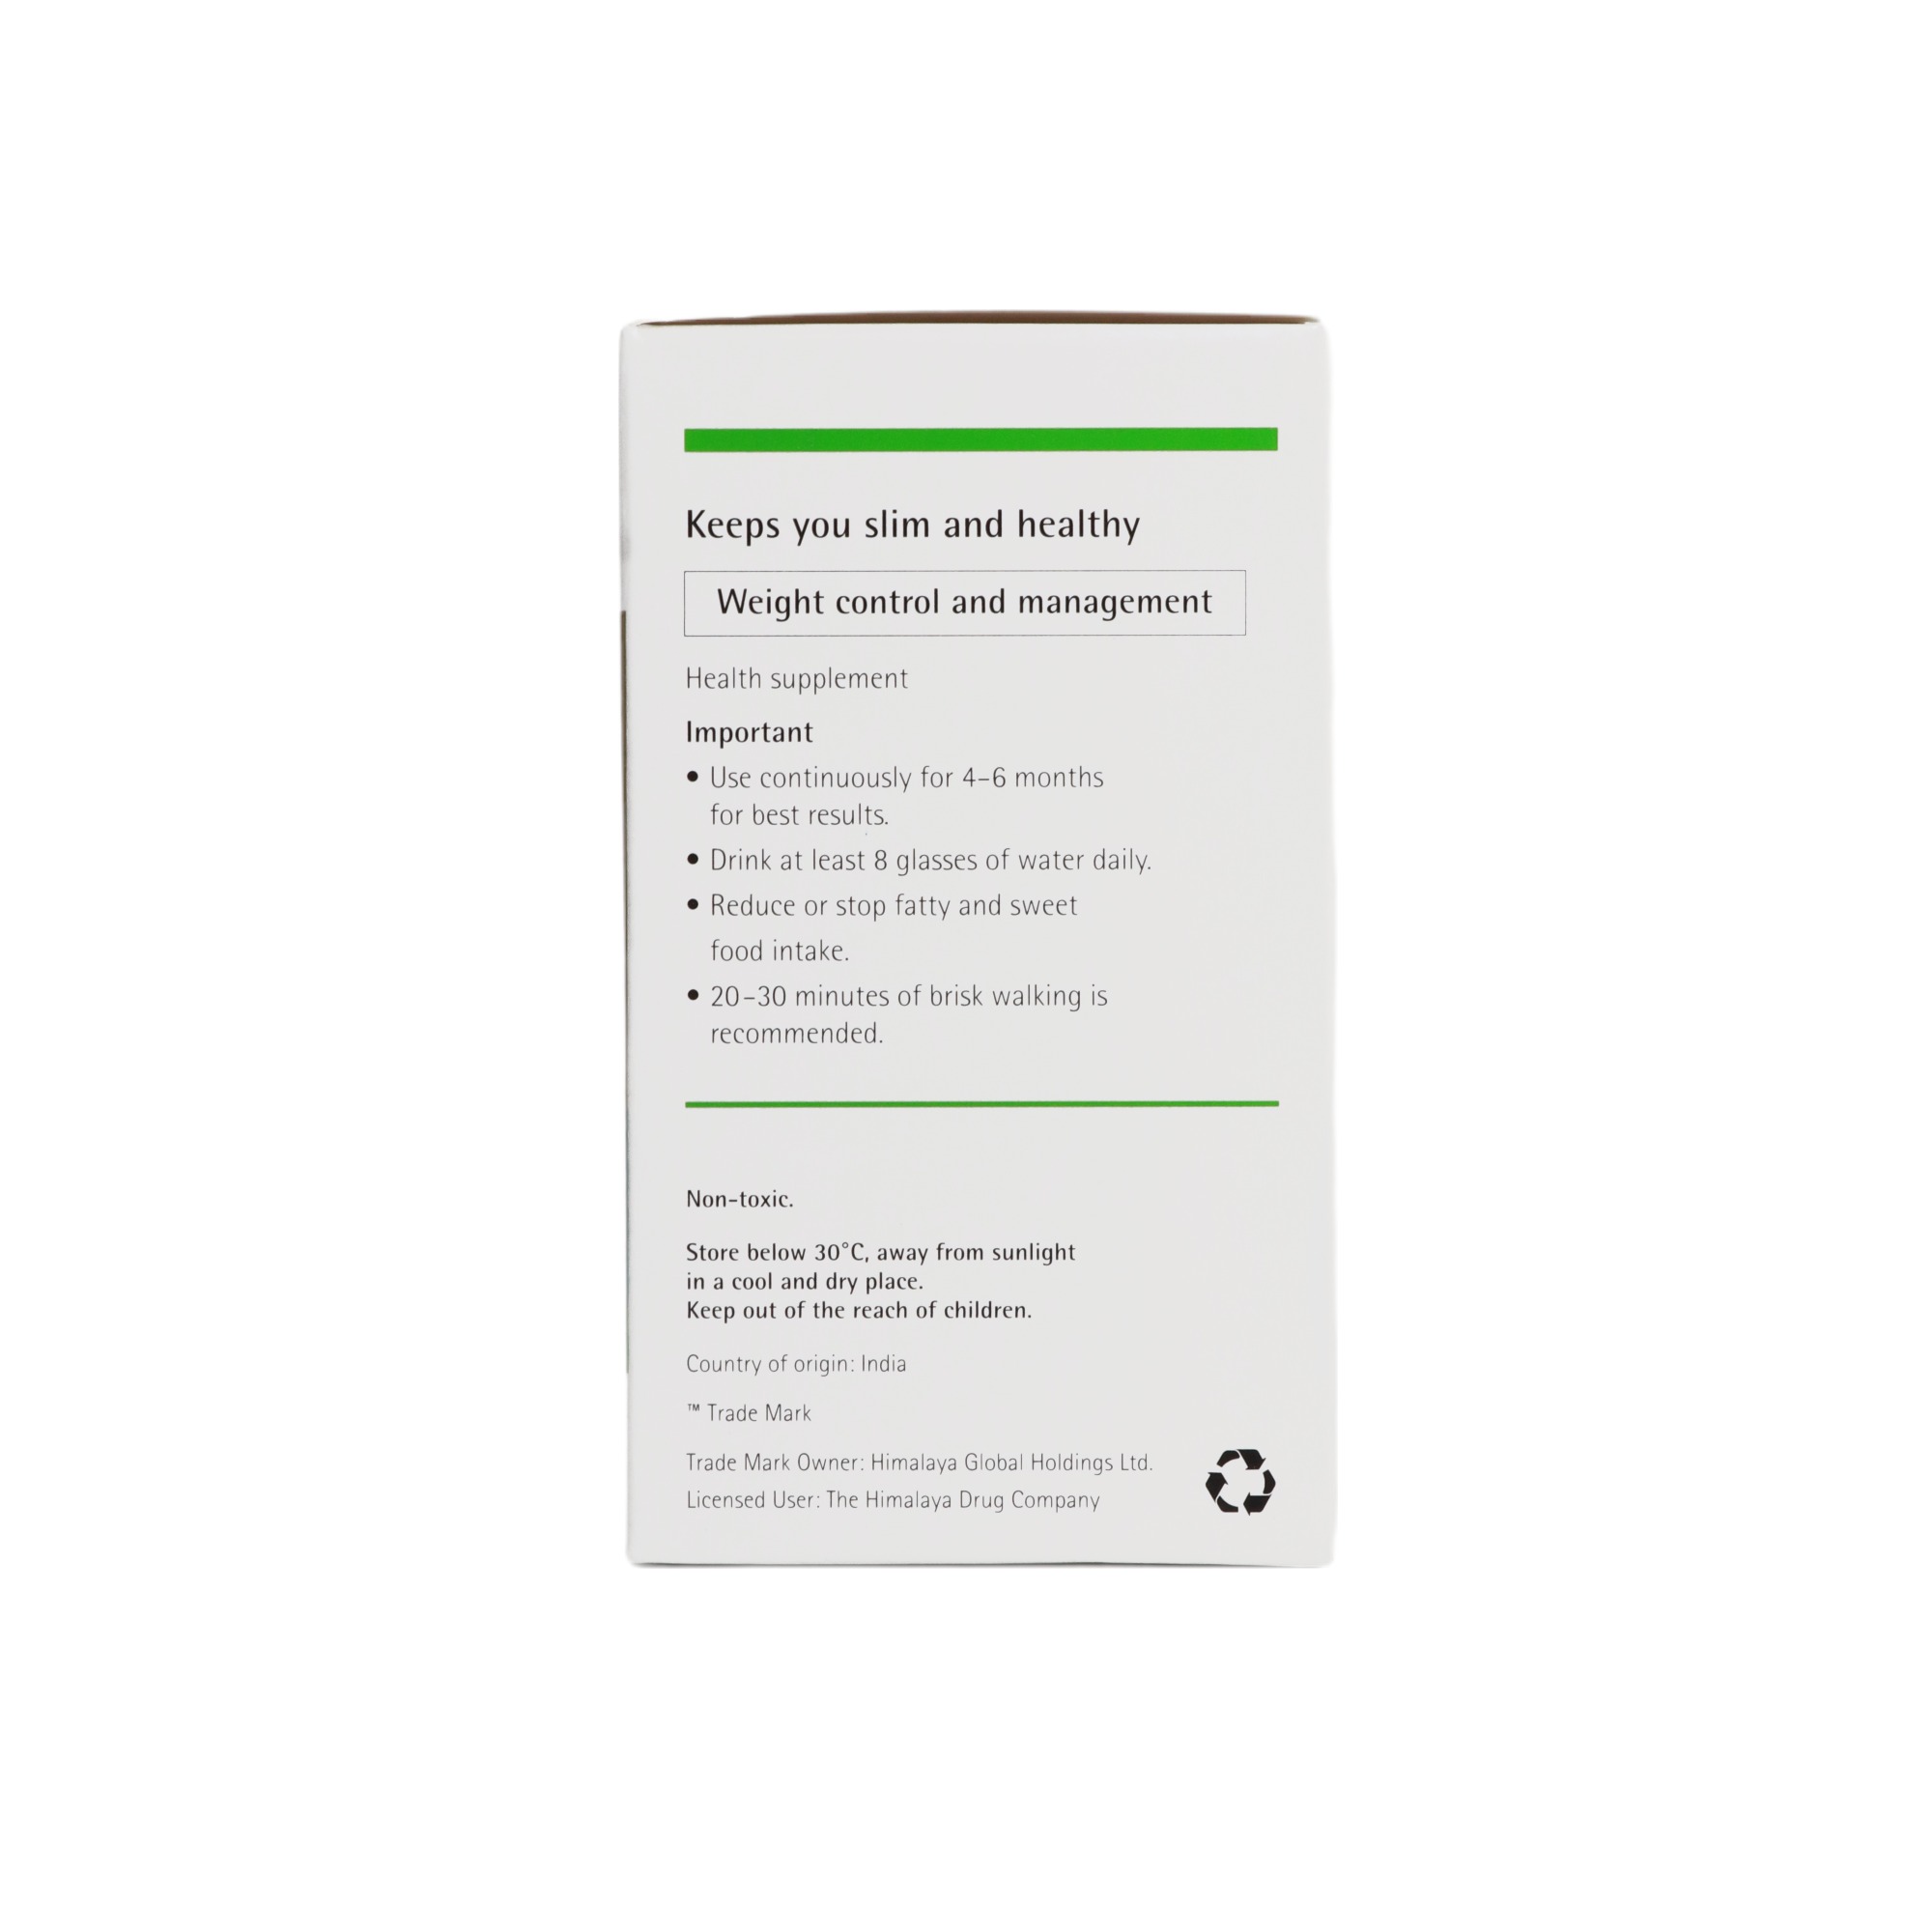 Keeps you slim and healthy
Weight control and management
Health supplement
Important
• Use continuously for 4–6 months
for best results.
• Drink at least 8 glasses of water daily.
• Reduce or stop fatty and sweet
food intake.
• 20–30 minutes of brisk walking is
recommended.
Non-toxic.
Store below 30°C, away from sunlight
in a cool and dry place.
Keep out of the reach of children.
Country of origin: India
™ Trade Mark
Trade Mark Owner: Himalaya Global Holdings Ltd.
Licensed User: The Himalaya Drug Company